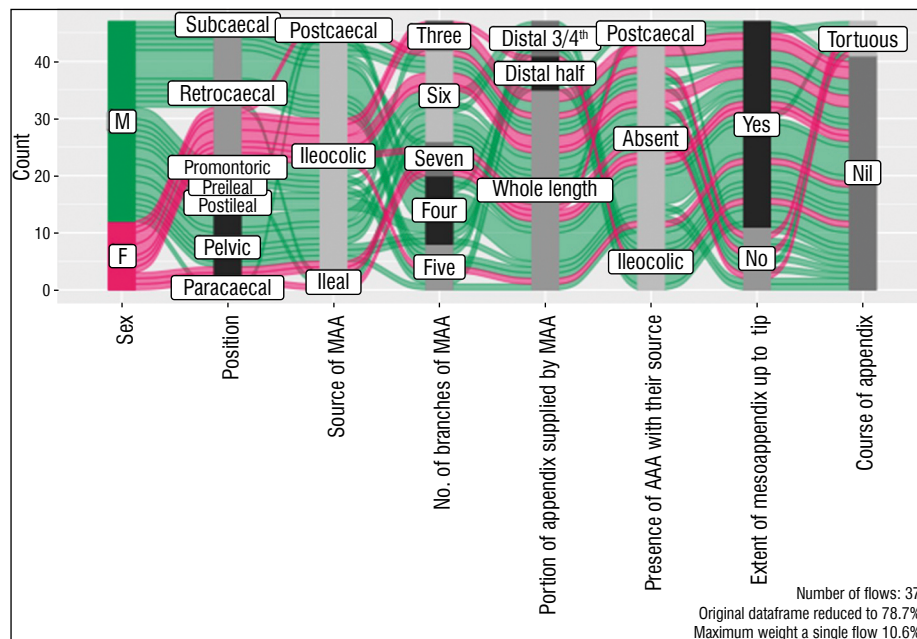 Subcaecal
Postcaecal
Three
Distal 3/4th
Postcaecal
Tortuous
Distal half
Retrocaecal
Six
M
Ileocolic
Absent
Yes
Promontoric
Seven
Preileal
Whole length
Nil
Postileal
Four
Pelvic
F
Five
Ileocolic
No
Paracaecal
Ileal
Count
40
30
20
10
0
Sex
Position
Source of MAA
No. of branches of MAA
Portion of appendix supplied by MAA
Presence of AAA with their source
Extent of mesoappendix up to tip
Course of appendix
Number of flows: 37
Original dataframe reduced to 78.7%
Maximum weight a single flow 10.6%